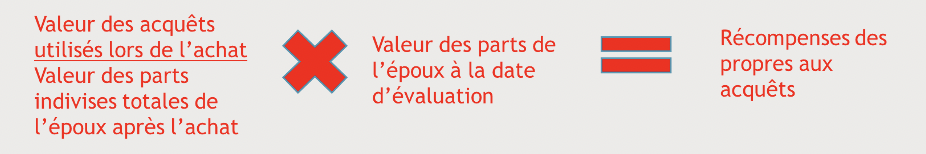 Valeur des acquêts
utilisés lors de l’achat
Valeur des parts
indivises totales de
l’époux après l’achat
Valeur des parts de
l’époux à la date
d’évaluation
Récompenses des
propres aux
acquêts